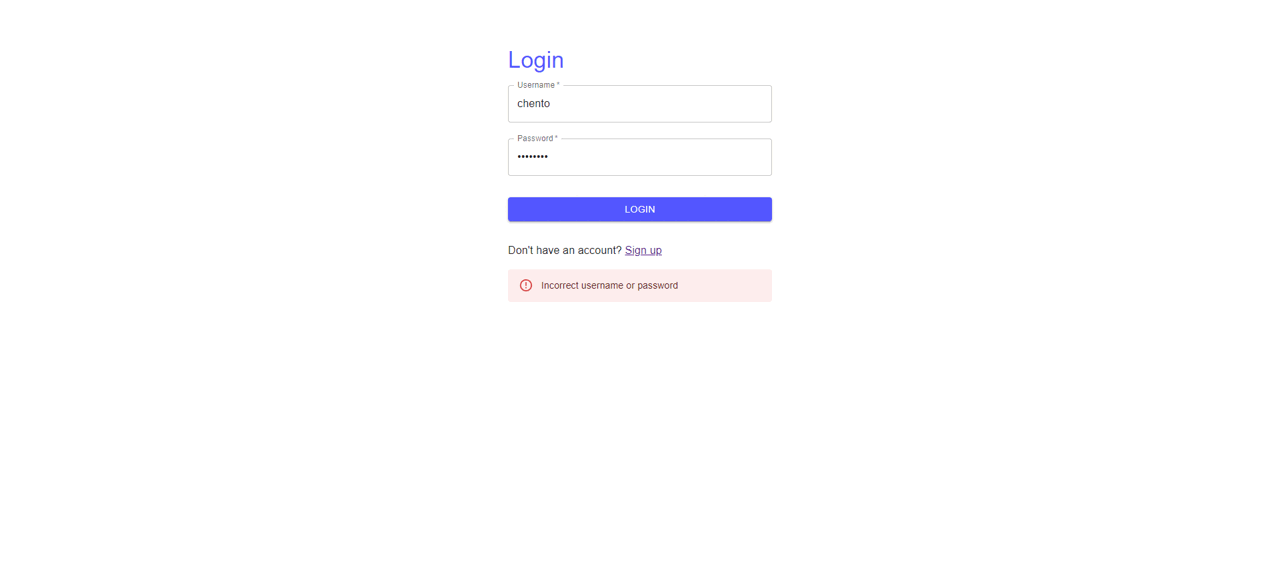 Login
Username *
chento
Password *
••••••••
LOGIN
Don't have an account? Sign up
Incorrect username or password